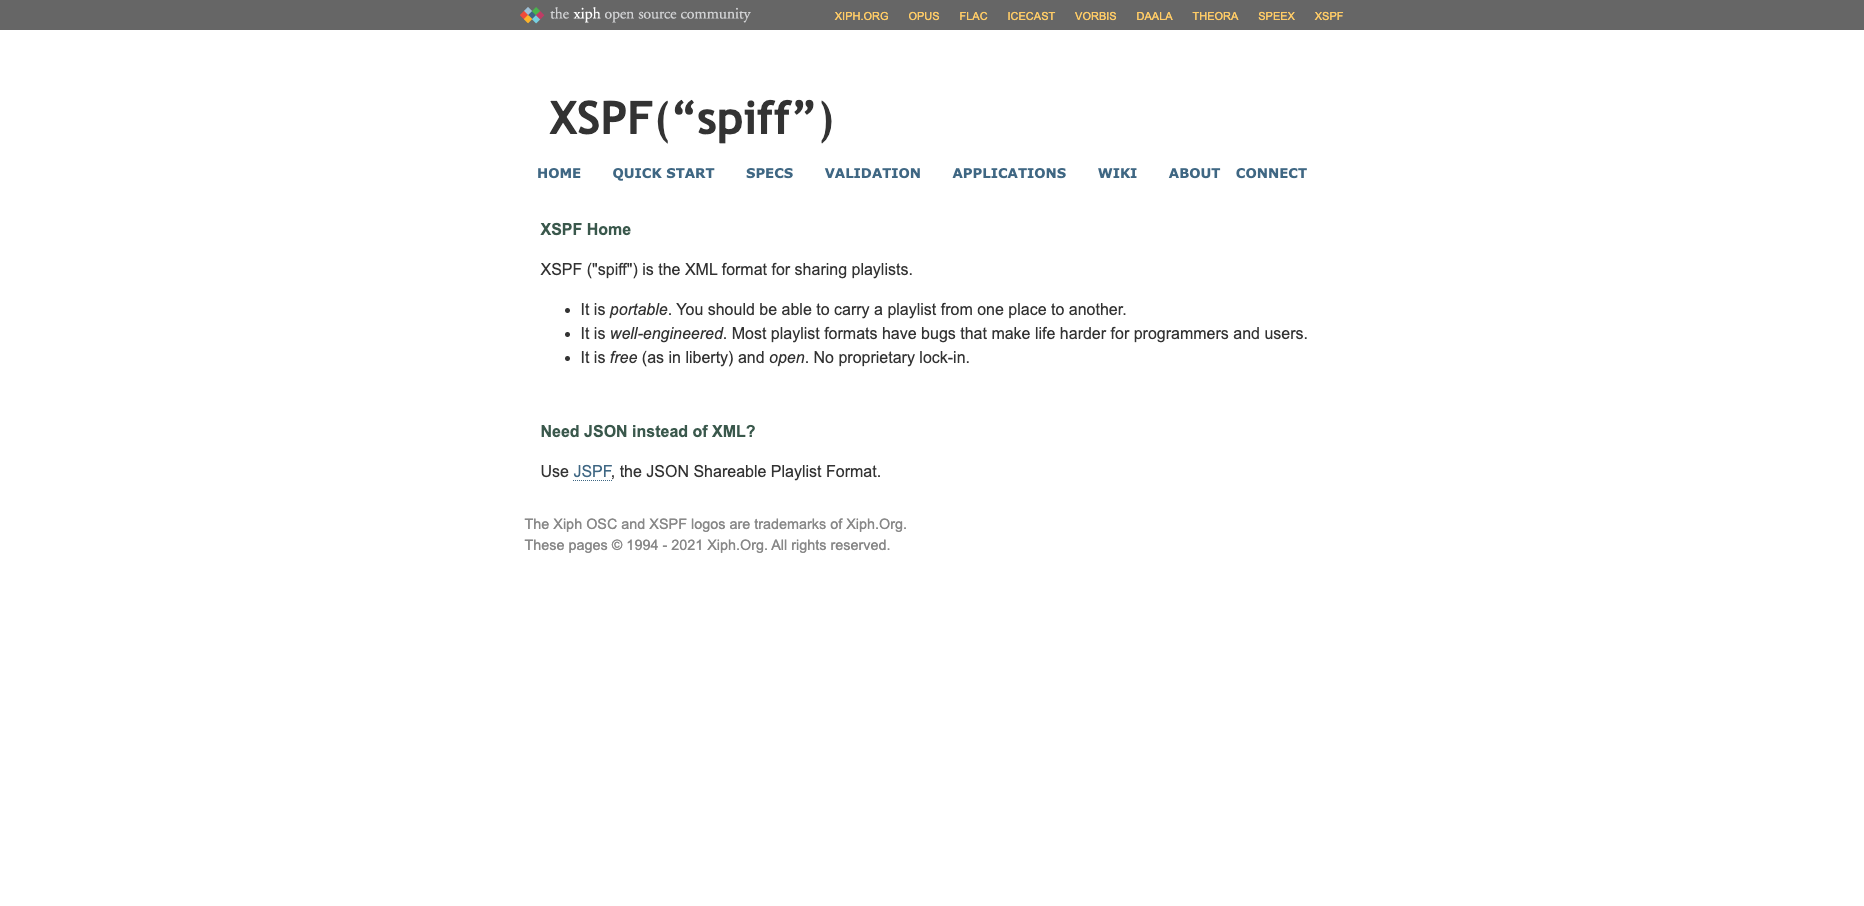 the xiph open source community XIPH.ORG OPUS FLAC ICECAST VORBIS DAALA THEORA SPEEX XSPF
XSPF(“spiff”)
HOME QUICK START SPECS VALIDATION APPLICATIONS WIKI ABOUT CONNECT
XSPF Home
XSPF ("spiff") is the XML format for sharing playlists.
• It is portable. You should be able to carry a playlist from one place to another.
• It is well-engineered. Most playlist formats have bugs that make life harder for programmers and users.
• It is free (as in liberty) and open. No proprietary lock-in.
Need JSON instead of XML?
Use JSPF, the JSON Shareable Playlist Format.
The Xiph OSC and XSPF logos are trademarks of Xiph.Org.
These pages © 1994 - 2021 Xiph.Org. All rights reserved.